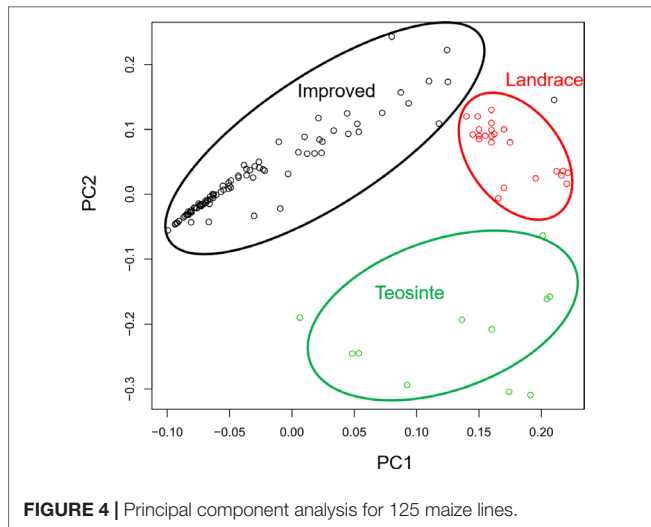 Improved
Landrace
Teosinte
PC2
0.2
0.1
0.0
−0.1
−0.2
−0.3
−0.10
−0.05
0.00
0.05
0.10
0.15
0.20
PC1
FIGURE 4 | Principal component analysis for 125 maize lines.